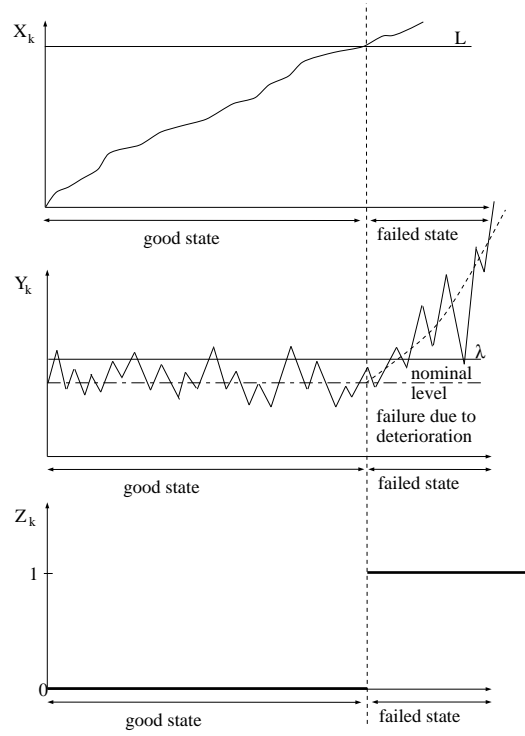 X_k
L
good state
failed state
Y_k
λ
nominal
level
failure due to
deterioration
good state
failed state
Z_k
1
0
good state
failed state